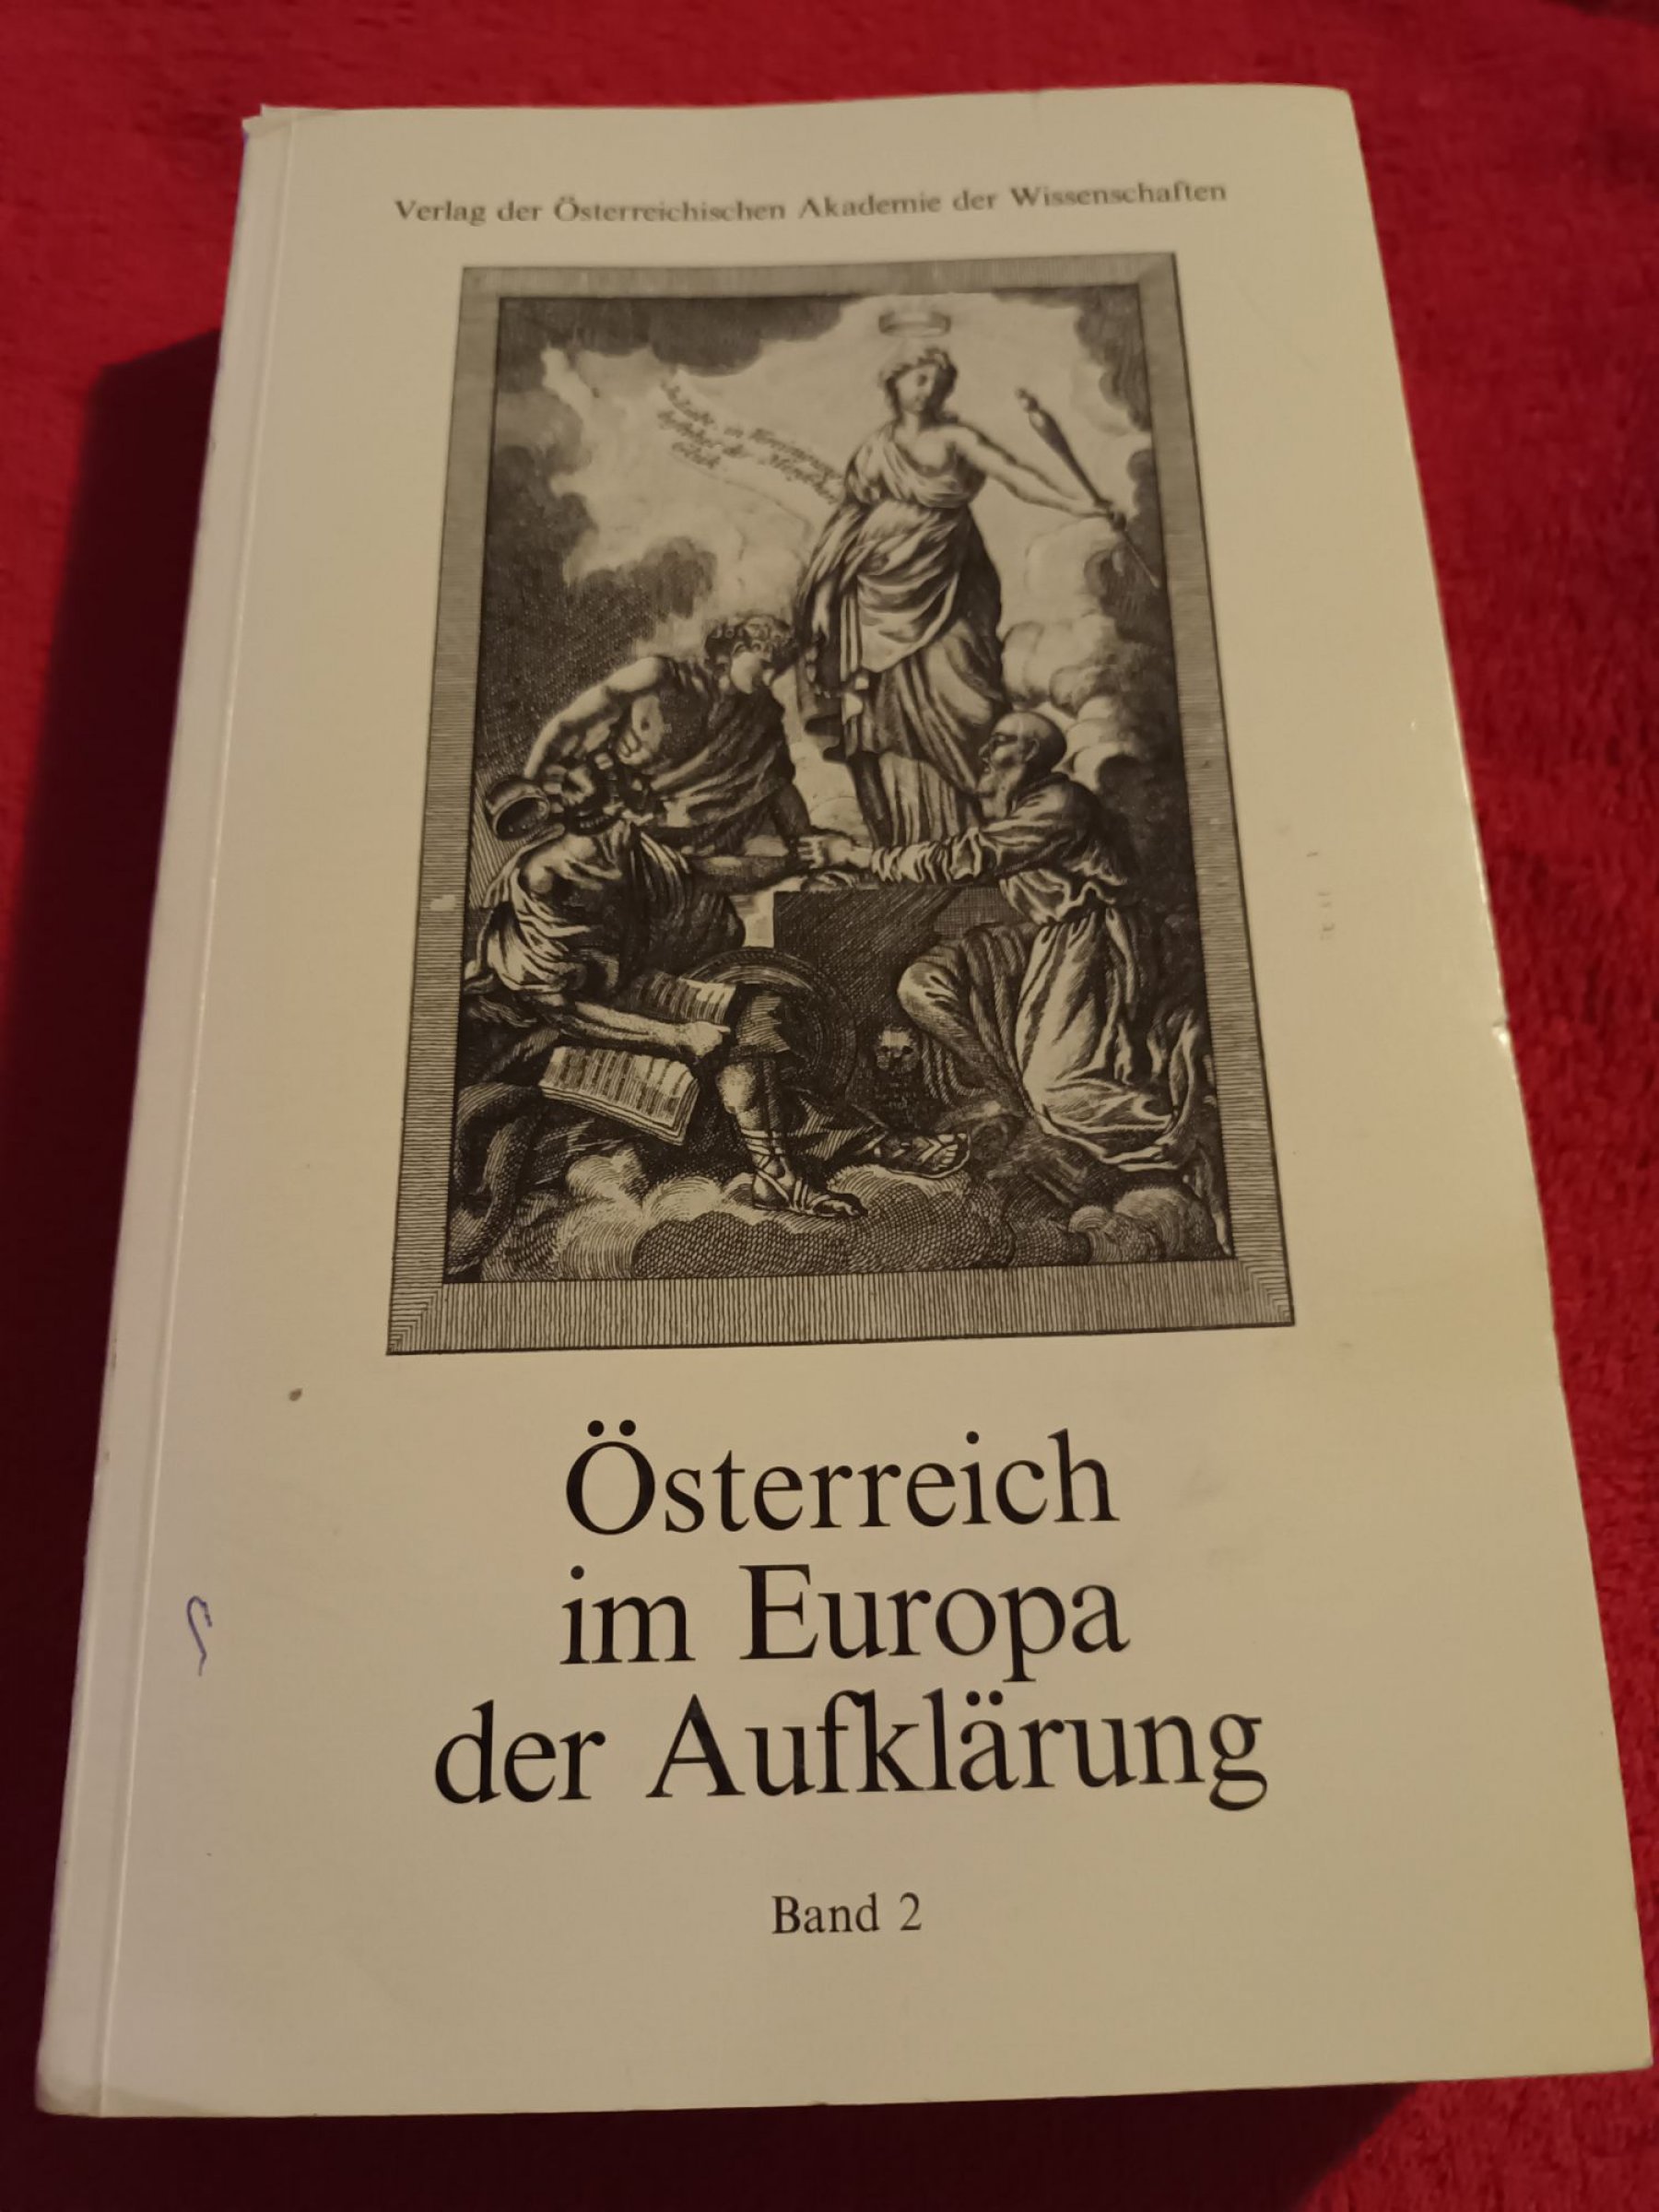 Verlag der Österreichischen Akademie der Wissenschaften
Österreich
im Europa
der Aufklärung
Band 2